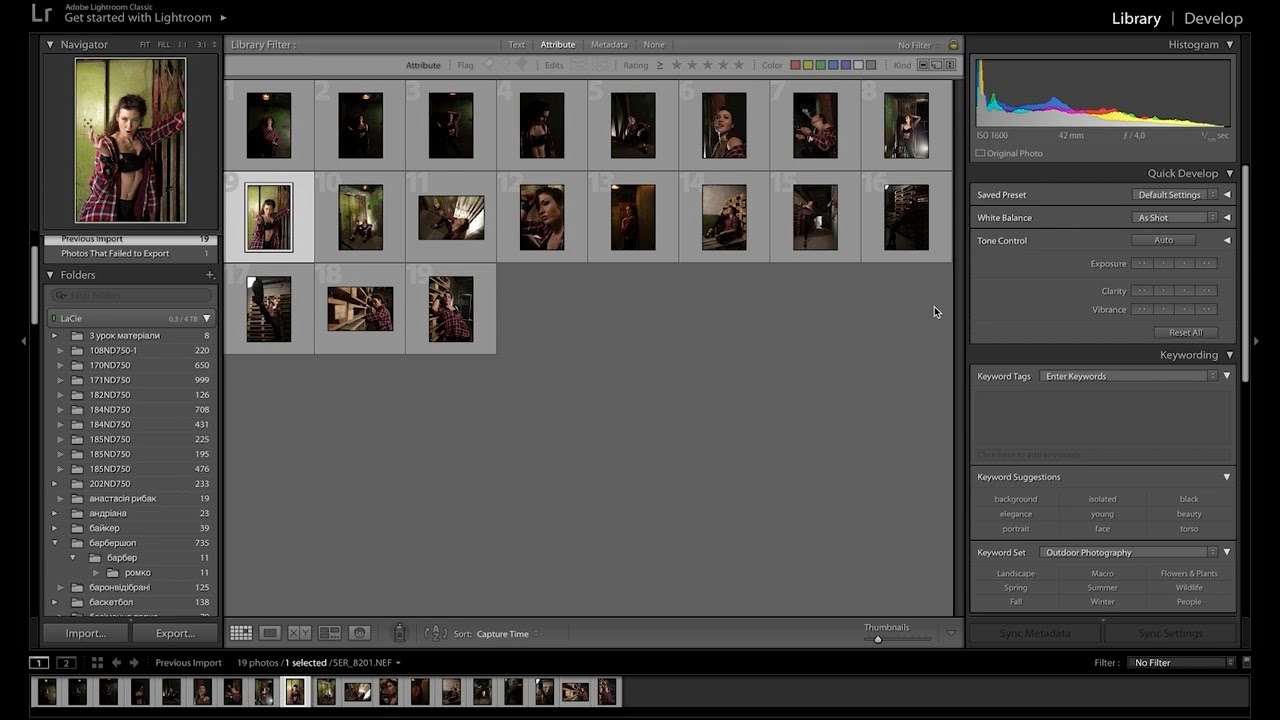 Lr Adobe Lightroom Classic
Get started with Lightroom
Library | Develop
Navigator FIT FILL 1:1 3:1
Library Filter : Text Attribute Metadata None No Filter
Histogram
Attribute Flag Edits Rating ≥ Color Kind
1 2 3 4 5 6 7 8
ISO 1600 42 mm ƒ / 4,0 sec
Original Photo
Quick Develop
9 10 11 12 13 14 15 16
Saved Preset Default Settings
White Balance As Shot
Tone Control Auto
Exposure
Clarity
Vibrance
Reset All
Previous Import 19
Photos That Failed to Export 1
Folders +
Filter Folders
17 18 19
LaCie 0,3 / 4 TB
3 урок матеріали 8
108ND750-1 220
170ND750 650
171ND750 999
182ND750 126
184ND750 708
184ND750 431
185ND750 225
185ND750 195
185ND750 476
202ND750 233
анастасія рибак 19
андріана 23
байкер 39
барбершоп 735
барбер 11
ромко 11
баронвідібрані 125
баскетбол 138
Keywording
Keyword Tags Enter Keywords
Click here to add keywords
Keyword Suggestions
background isolated black
elegance young beauty
portrait face torso
Keyword Set Outdoor Photography
Landscape Macro Flowers & Plants
Spring Summer Wildlife
Fall Winter People
Import... Export...
Sort: Capture Time
Thumbnails
Sync Metadata Sync Settings
1 2 Previous Import 19 photos / 1 selected / SER_8201.NEF
Filter : No Filter